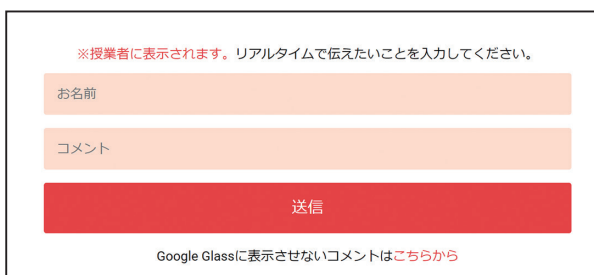 ※授業者に表示されます。リアルタイムで伝えたいことを入力してください。
お名前
コメント
送信
Google Glassに表示させないコメントはこちらから